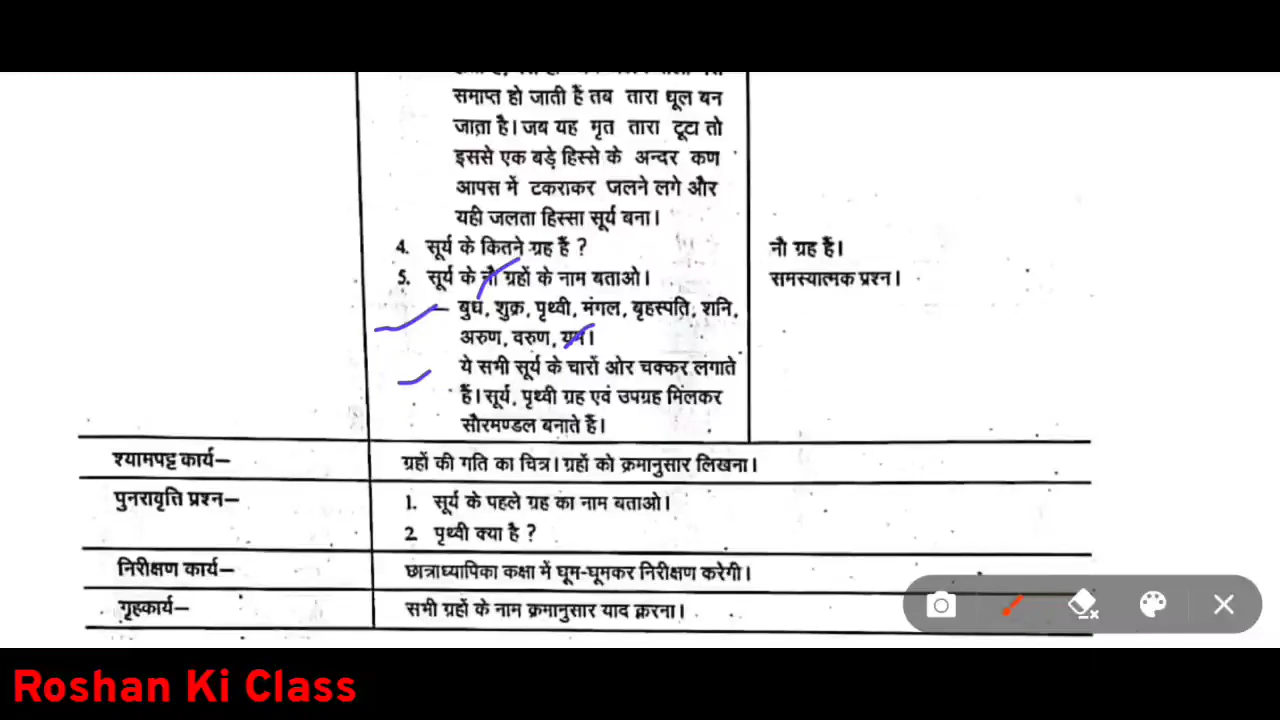 समाप्त हो जाती हैं तब तारा धूल बन
जाता है। जब यह मृत तारा टूटा तो
इससे एक बड़े हिस्से के अन्दर कण
आपस में टकराकर जलने लगे और
यही जलता हिस्सा सूर्य बना।
4. सूर्य के कितने ग्रह हैं ? नौ ग्रह हैं।
5. सूर्य के नौ ग्रहों के नाम बताओ। समस्यात्मक प्रश्न।
– बुध, शुक्र, पृथ्वी, मंगल, बृहस्पति, शनि,
अरुण, वरुण, यम।
ये सभी सूर्य के चारों ओर चक्कर लगाते
हैं। सूर्य, पृथ्वी ग्रह एवं उपग्रह मिलकर
सौरमण्डल बनाते हैं।
श्यामपट्ट कार्य– ग्रहों की गति का चित्र। ग्रहों को क्रमानुसार लिखना।
पुनरावृति प्रश्न– 1. सूर्य के पहले ग्रह का नाम बताओ।
2. पृथ्वी क्या है ?
निरीक्षण कार्य– छात्राध्यापिका कक्षा में घूम-घूमकर निरीक्षण करेगी।
गृहकार्य– सभी ग्रहों के नाम क्रमानुसार याद करना।
Roshan Ki Class